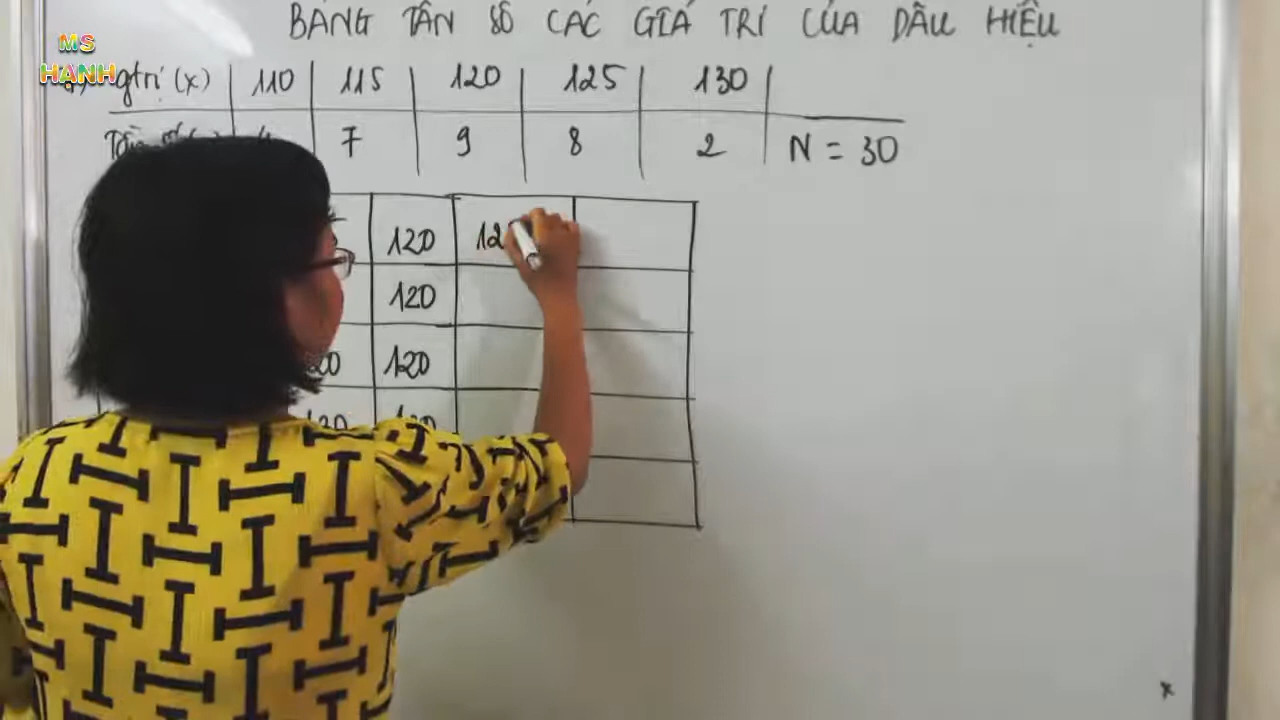 BẢNG TẦN SỐ CÁC GIÁ TRỊ CỦA DẤU HIỆU
MS
HẠNH
gtrị (x) 110 115 120 125 130
7 9 8 2 N = 30
120
120
120